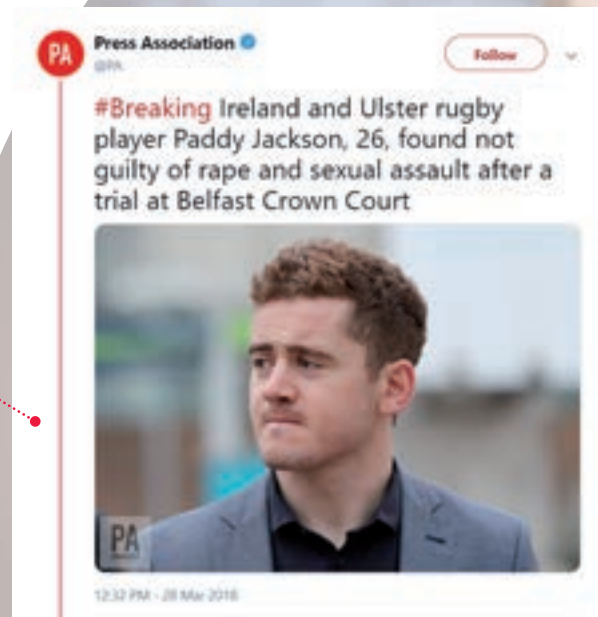 PA
Press Association
@PA
Follow
#Breaking Ireland and Ulster rugby
player Paddy Jackson, 26, found not
guilty of rape and sexual assault after a
trial at Belfast Crown Court
PA
12:32 PM - 28 Mar 2018